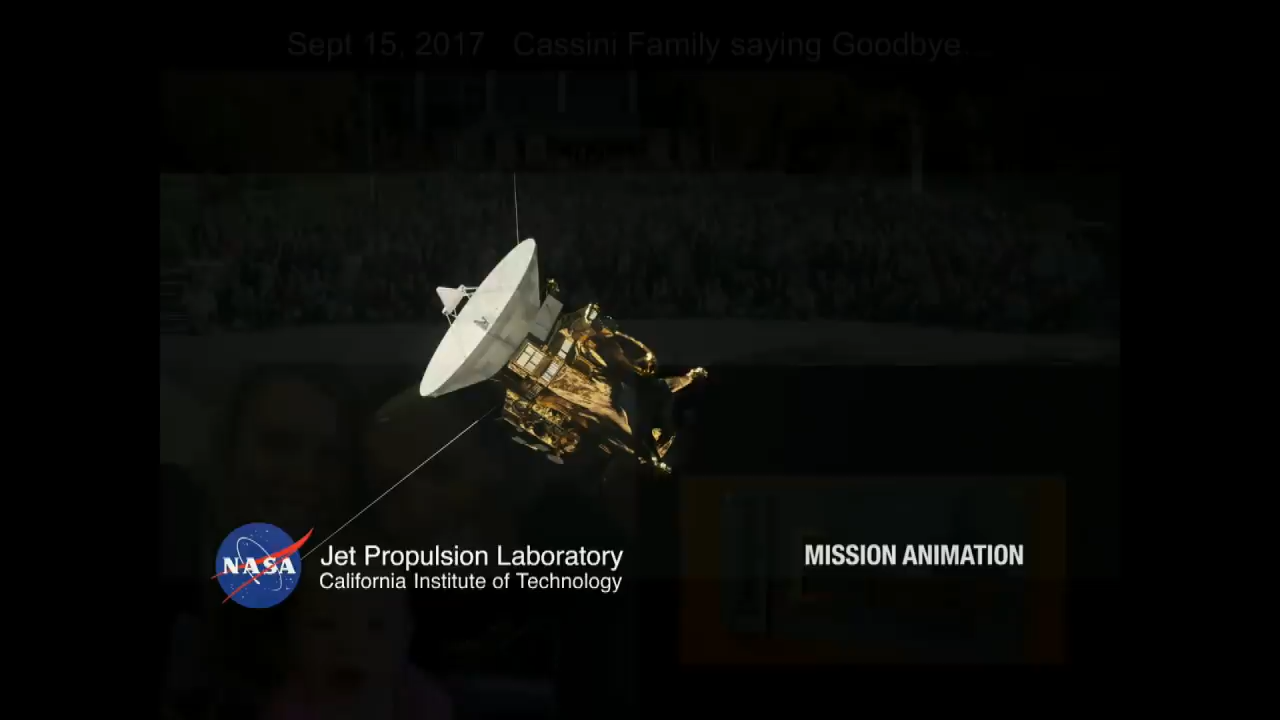 Sept 15, 2017 Cassini Family saying Goodbye...
NASA
Jet Propulsion Laboratory
California Institute of Technology
MISSION ANIMATION